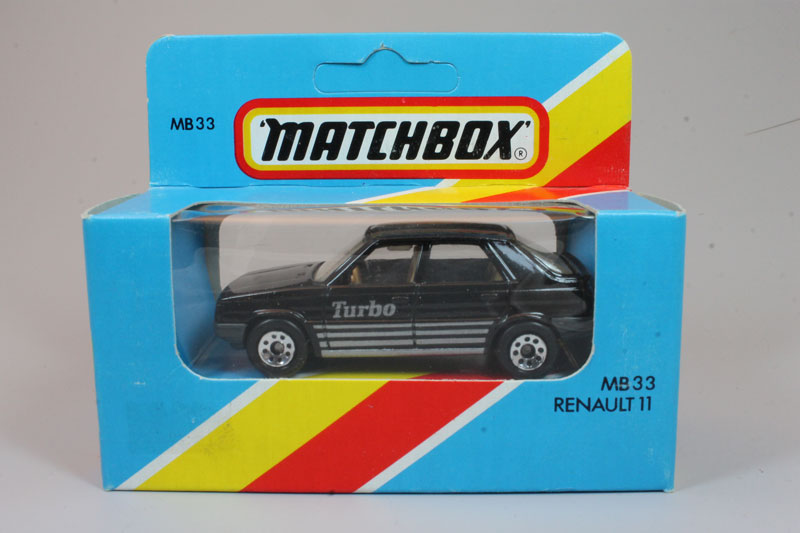 MB33
'MATCHBOX'®
Turbo
MB33
RENAULT 11